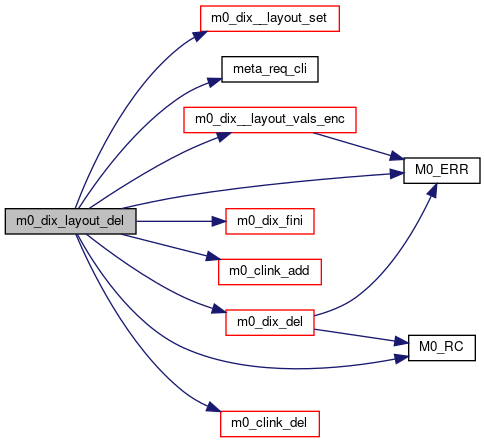 m0_dix__layout_set
meta_req_cli
m0_dix__layout_vals_enc
M0_ERR
m0_dix_layout_del
m0_dix_fini
m0_clink_add
m0_dix_del
M0_RC
m0_clink_del